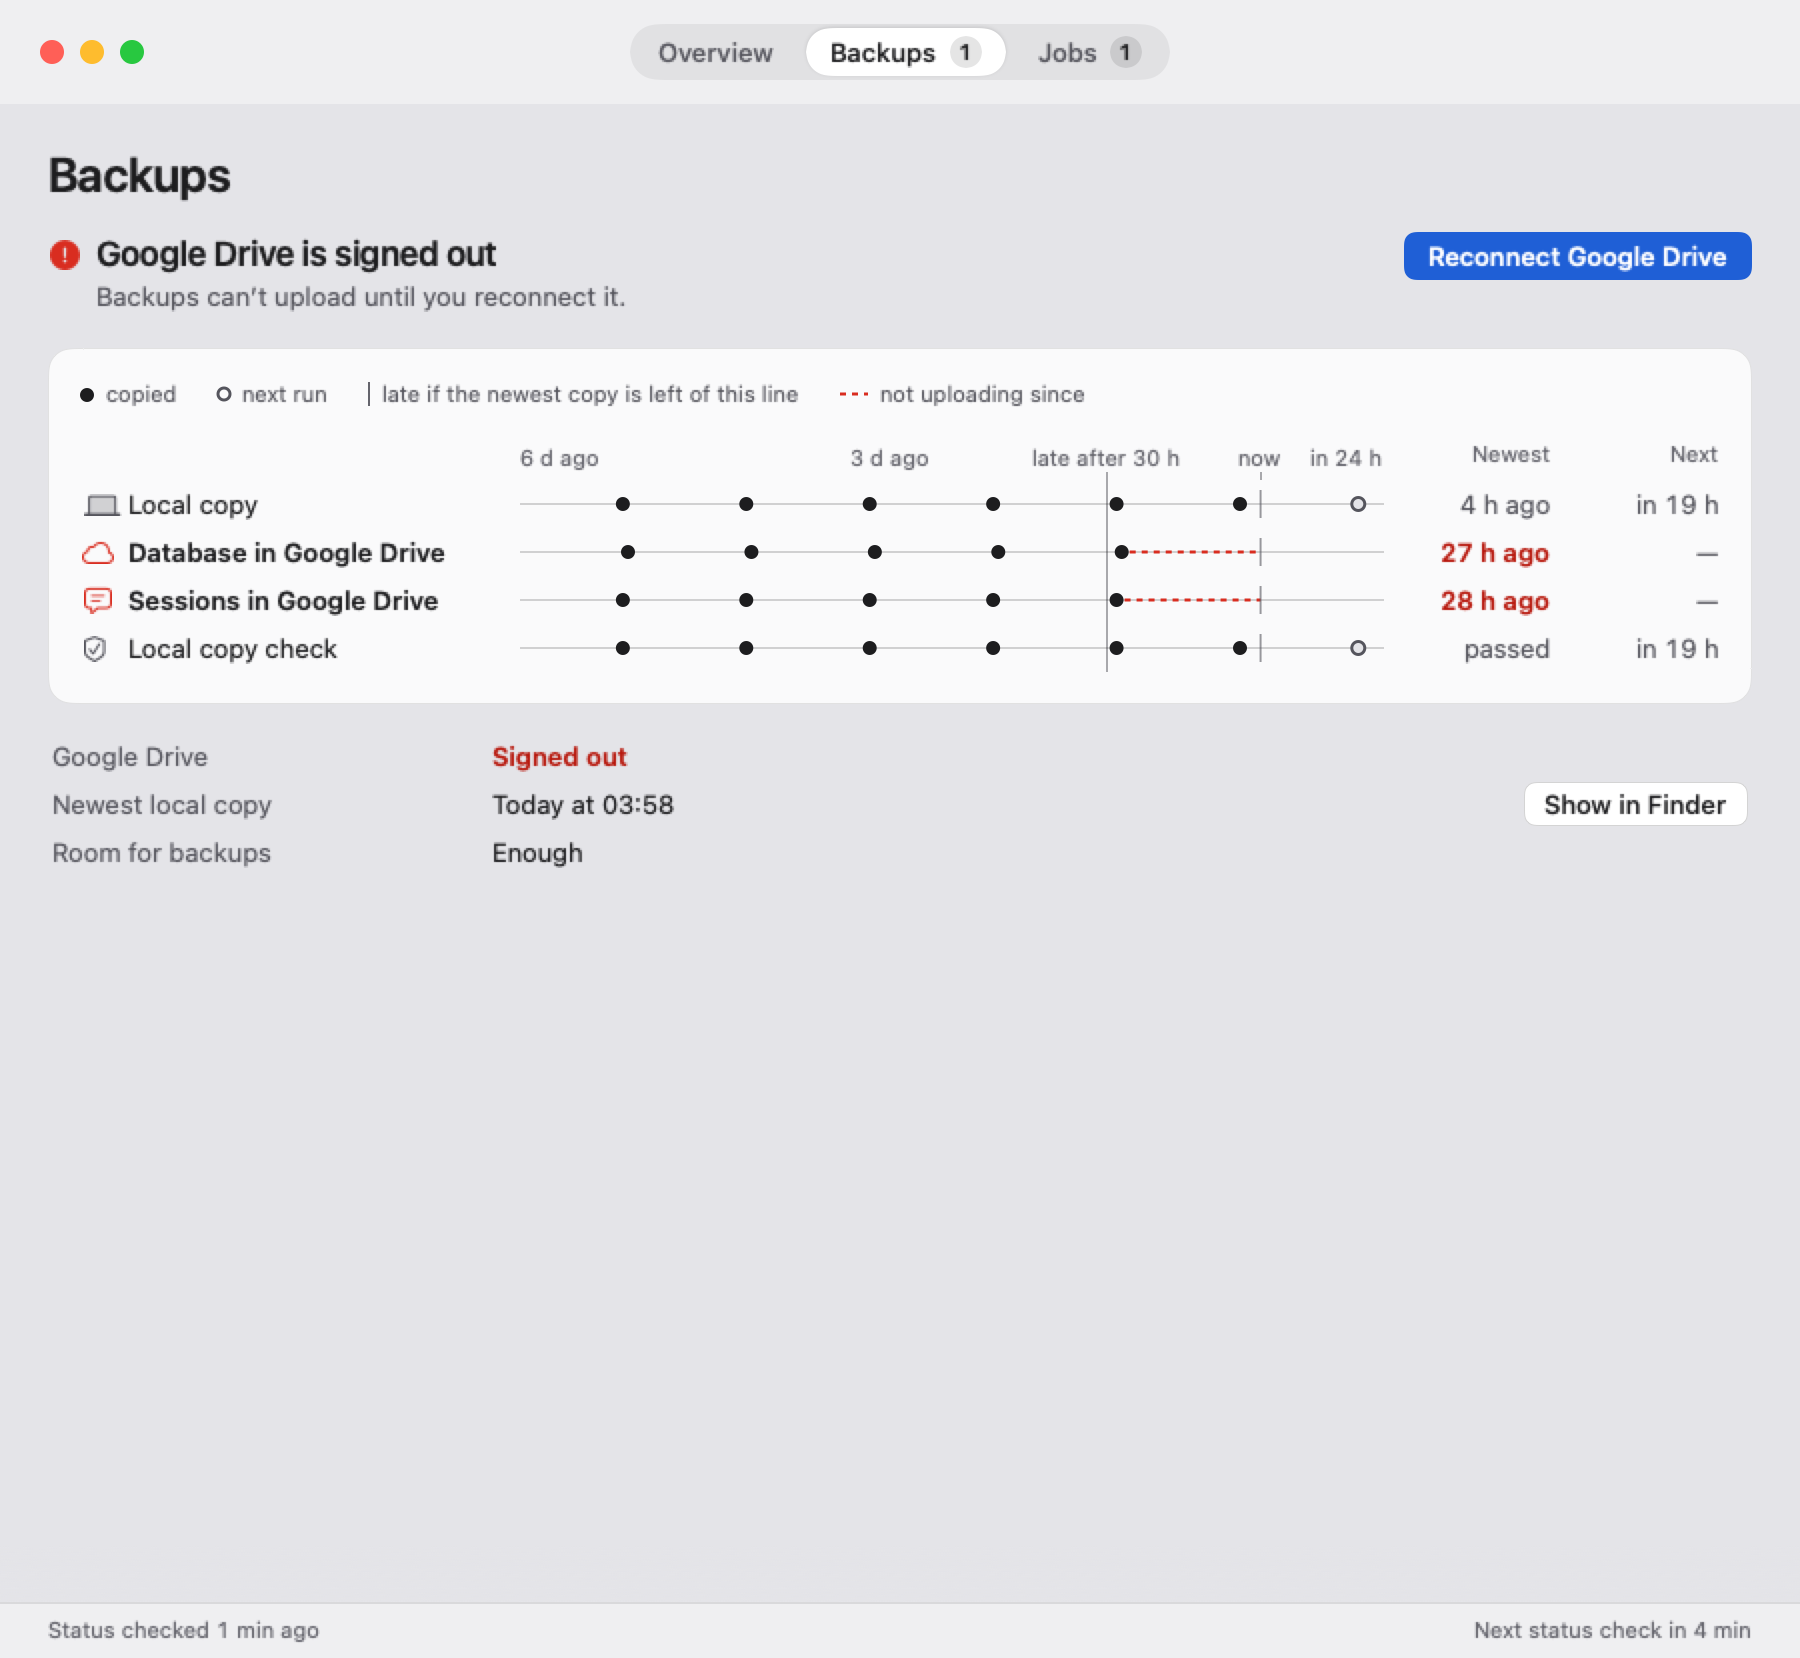 Overview Backups 1 Jobs 1
Backups
Google Drive is signed out
Reconnect Google Drive
Backups can’t upload until you reconnect it.
copied next run late if the newest copy is left of this line not uploading since
6 d ago 3 d ago late after 30 h now in 24 h Newest Next
Local copy 4 h ago in 19 h
Database in Google Drive 27 h ago —
Sessions in Google Drive 28 h ago —
Local copy check passed in 19 h
Google Drive Signed out
Newest local copy Today at 03:58 Show in Finder
Room for backups Enough
Status checked 1 min ago Next status check in 4 min